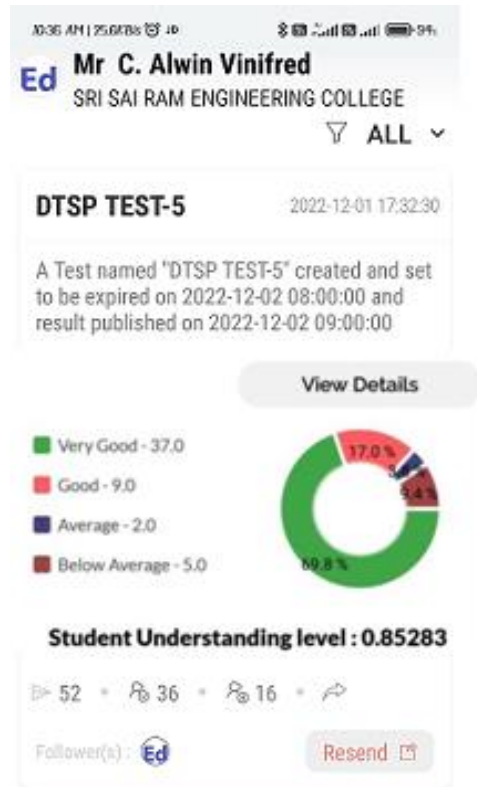 10:36 AM | 25.6KB/s
94%
Ed
Mr C. Alwin Vinifred
SRI SAI RAM ENGINEERING COLLEGE
ALL
DTSP TEST-5
2022-12-01 17:32:30
A Test named "DTSP TEST-5" created and set
to be expired on 2022-12-02 08:00:00 and
result published on 2022-12-02 09:00:00
View Details
Very Good - 37.0
Good - 9.0
Average - 2.0
Below Average - 5.0
17.0 %
9.4 %
69.8 %
Student Understanding level : 0.85283
52 • 36 • 16 •
Follower(s) : Ed
Resend